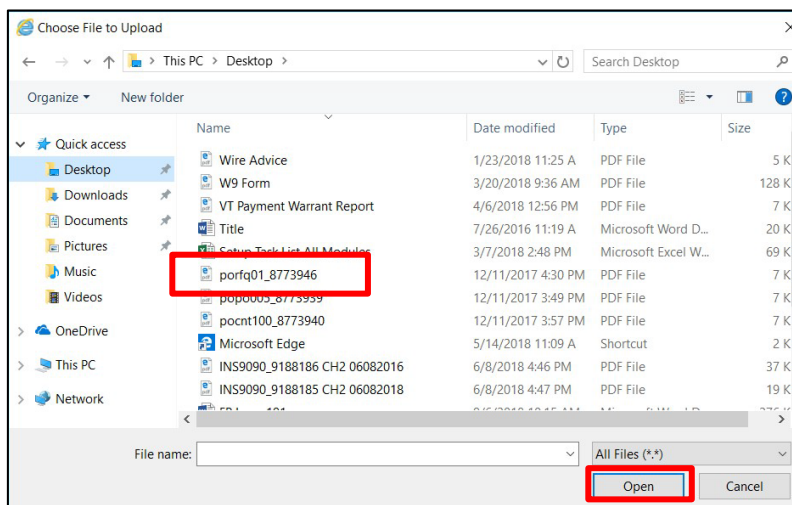 Choose File to Upload
This PC > Desktop >
Search Desktop
Organize
New folder
Name Date modified Type Size
Quick access
Desktop
Downloads
Documents
Pictures
Music
Videos
OneDrive
This PC
Network
Wire Advice 1/23/2018 11:25 A PDF File 5 K
W9 Form 3/20/2018 9:36 AM PDF File 128 K
VT Payment Warrant Report 4/6/2018 12:56 PM PDF File 7 K
Title 7/26/2016 11:19 A Microsoft Word D... 20 K
Setup Task List All Modules 3/7/2018 2:48 PM Microsoft Excel W... 69 K
porfq01_8773946 12/11/2017 4:30 PM PDF File 7 K
popo005_8773939 12/11/2017 3:49 PM PDF File 7 K
pocnt100_8773940 12/11/2017 3:57 PM PDF File 7 K
Microsoft Edge 5/14/2018 11:09 A Shortcut 2 K
INS9090_9188186 CH2 06082016 6/8/2018 4:46 PM PDF File 37 K
INS9090_9188185 CH2 06082018 6/8/2018 4:47 PM PDF File 19 K
File name:
All Files (*.*)
Open
Cancel